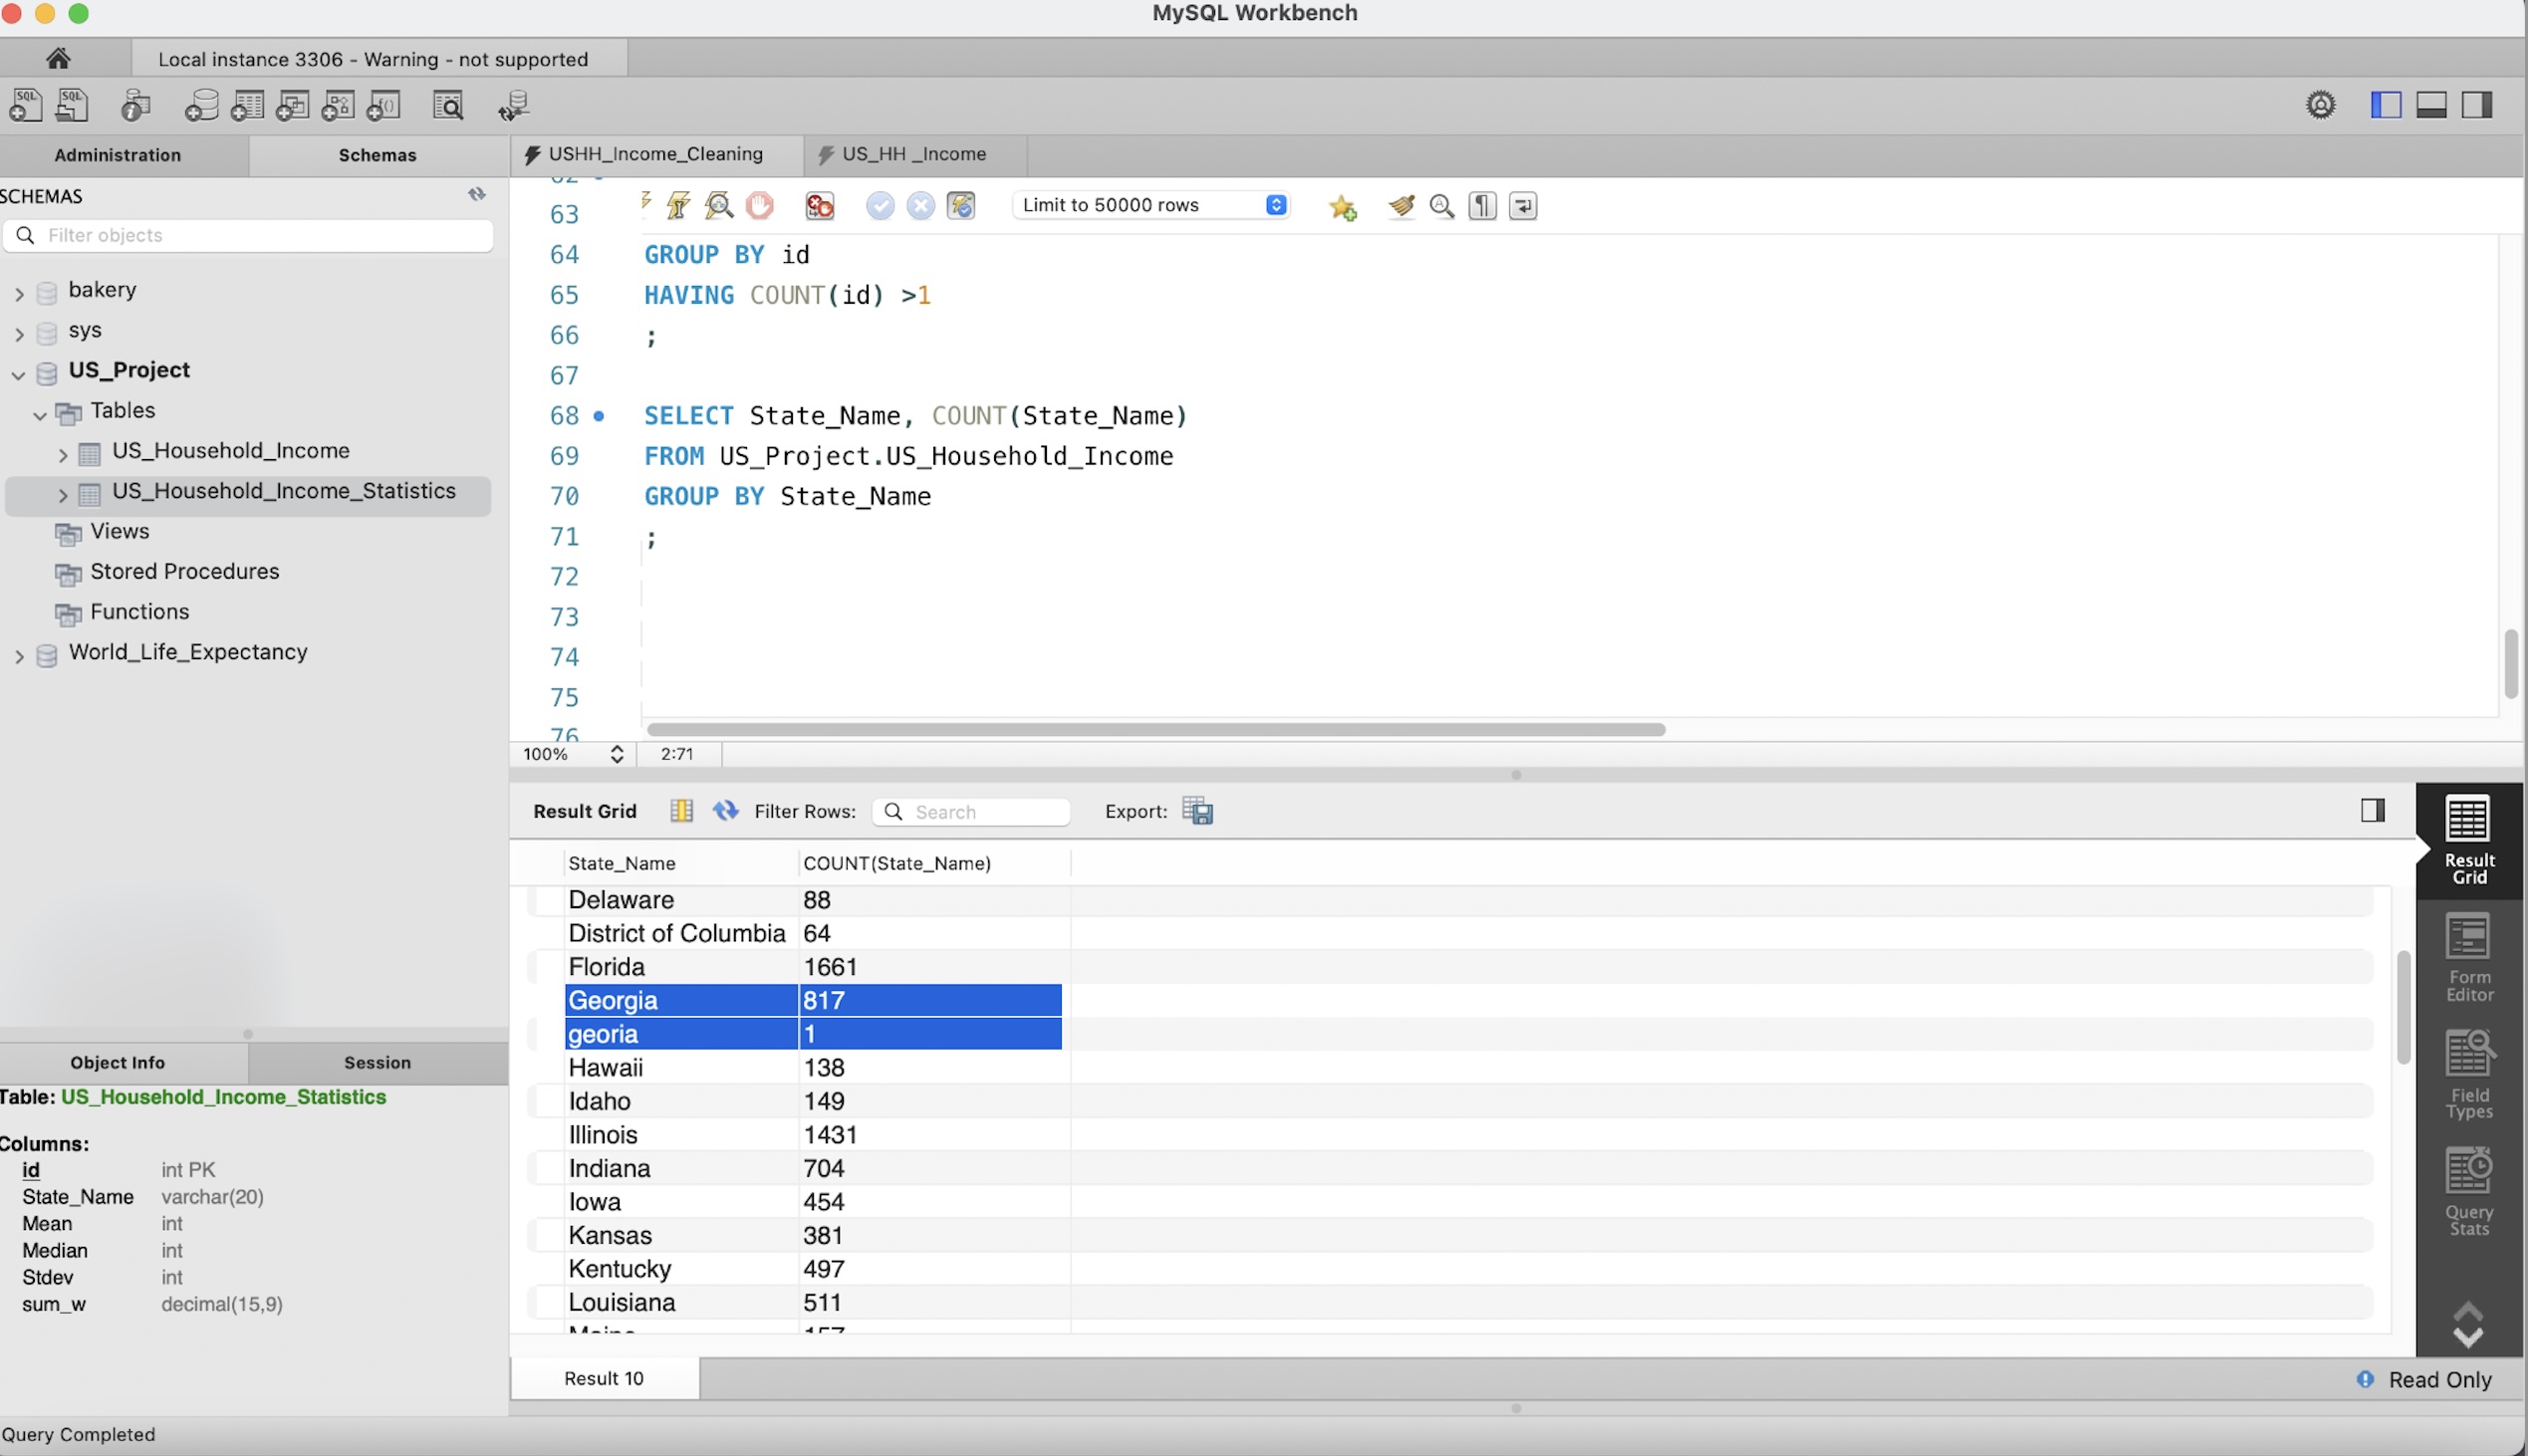 MySQL Workbench
Local instance 3306 - Warning - not supported
SQL SQL
Administration Schemas
USHH_Income_Cleaning US_HH _Income
SCHEMAS
Filter objects
bakery
sys
US_Project
Tables
US_Household_Income
US_Household_Income_Statistics
Views
Stored Procedures
Functions
World_Life_Expectancy
Limit to 50000 rows
62
63
64 GROUP BY id
65 HAVING COUNT(id) >1
66 ;
67
68 SELECT State_Name, COUNT(State_Name)
69 FROM US_Project.US_Household_Income
70 GROUP BY State_Name
71 ;
72
73
74
75
76
100% 2:71
Result Grid Filter Rows: Search Export:
State_Name COUNT(State_Name)
Delaware 88
District of Columbia 64
Florida 1661
Georgia 817
georia 1
Hawaii 138
Idaho 149
Illinois 1431
Indiana 704
Iowa 454
Kansas 381
Kentucky 497
Louisiana 511
Maine 157
Result
Grid
Form
Editor
Field
Types
Query
Stats
Object Info Session
Table: US_Household_Income_Statistics
Columns:
id int PK
State_Name varchar(20)
Mean int
Median int
Stdev int
sum_w decimal(15,9)
Result 10
Read Only
Query Completed